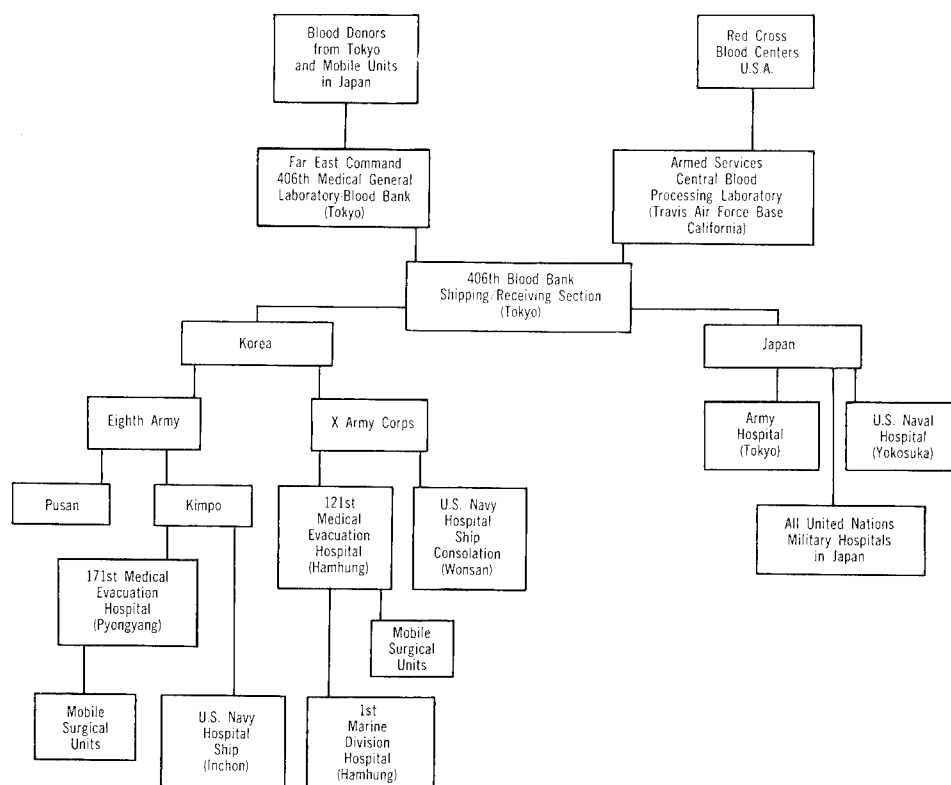 Blood Donors
from Tokyo
and Mobile Units
in Japan
Red Cross
Blood Centers
U.S.A.
Far East Command
406th Medical General
Laboratory-Blood Bank
(Tokyo)
Armed Services
Central Blood
Processing Laboratory
(Travis Air Force Base
California)
406th Blood Bank
Shipping/Receiving Section
(Tokyo)
Korea
Japan
Eighth Army
X Army Corps
Army
Hospital
(Tokyo)
U.S. Naval
Hospital
(Yokosuka)
Pusan
Kimpo
121st
Medical
Evacuation
Hospital
(Hamhung)
U.S. Navy
Hospital
Ship
Consolation
(Wonsan)
All United Nations
Military Hospitals
in Japan
171st Medical
Evacuation
Hospital
(Pyongyang)
Mobile
Surgical
Units
Mobile
Surgical
Units
U.S. Navy
Hospital
Ship
(Inchon)
1st
Marine
Division
Hospital
(Hamhung)